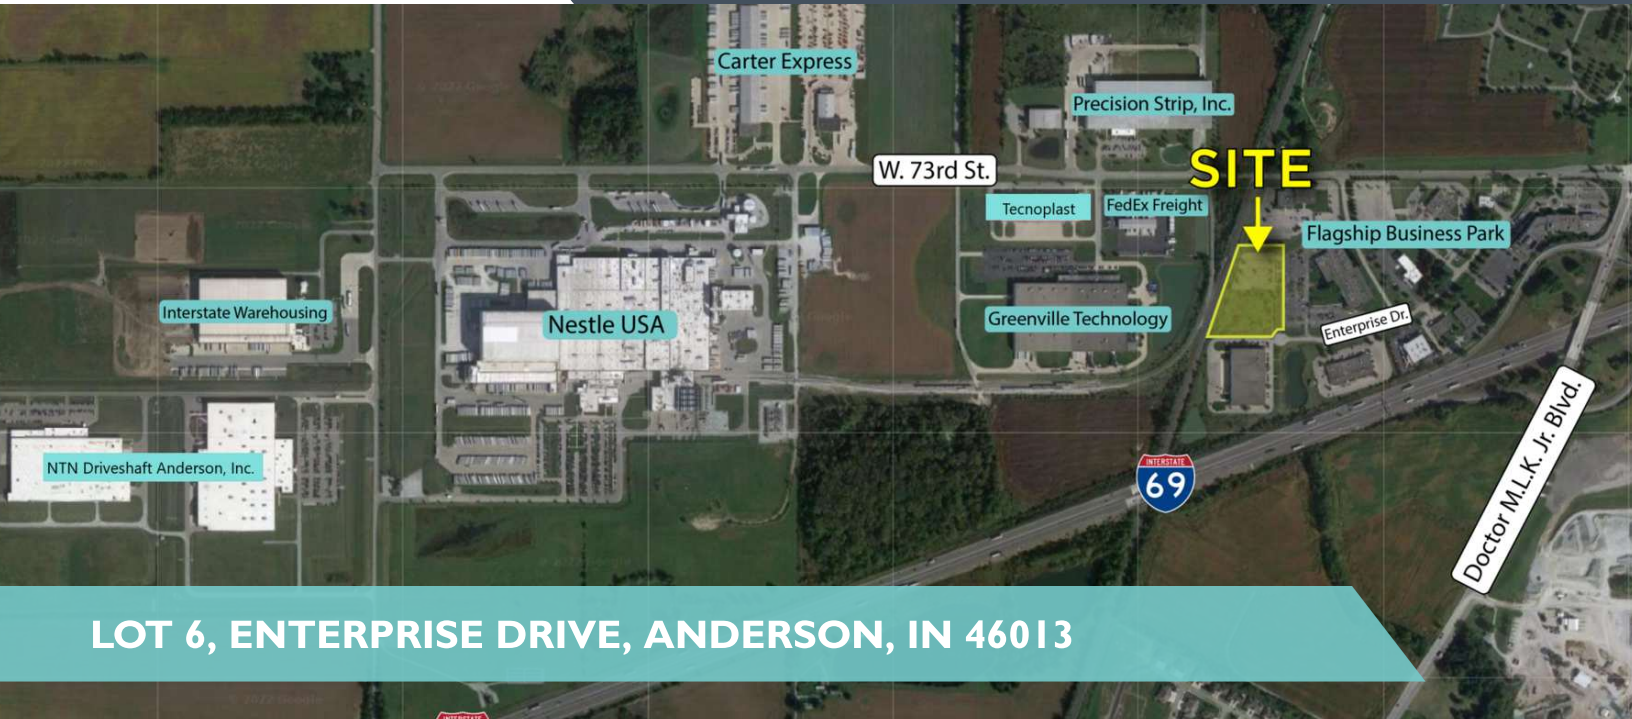 Carter Express
Precision Strip, Inc.
W. 73rd St.
SITE
Tecnoplast
FedEx Freight
Flagship Business Park
Interstate Warehousing
Nestle USA
Greenville Technology
Enterprise Dr.
NTN Driveshaft Anderson, Inc.
INTERSTATE
69
Doctor M.L.K. Jr. Blvd.
LOT 6, ENTERPRISE DRIVE, ANDERSON, IN 46013
INTERSTATE